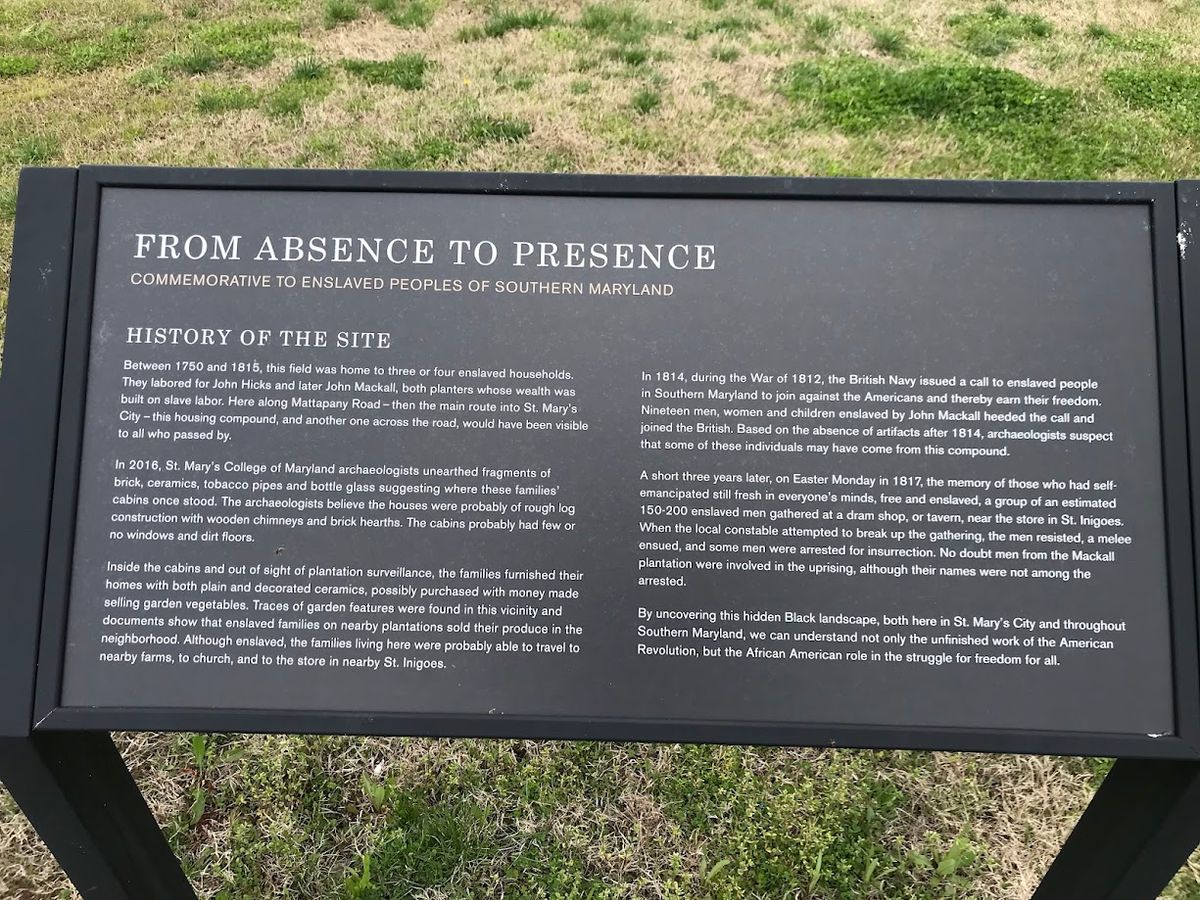 FROM ABSENCE TO PRESENCE
COMMEMORATIVE TO ENSLAVED PEOPLES OF SOUTHERN MARYLAND
HISTORY OF THE SITE
Between 1750 and 1815, this field was home to three or four enslaved households.
They labored for John Hicks and later John Mackall, both planters whose wealth was
built on slave labor. Here along Mattapany Road – then the main route into St. Mary's
City – this housing compound, and another one across the road, would have been visible
to all who passed by.
In 2016, St. Mary's College of Maryland archaeologists unearthed fragments of
brick, ceramics, tobacco pipes and bottle glass suggesting where these families'
cabins once stood. The archaeologists believe the houses were probably of rough log
construction with wooden chimneys and brick hearths. The cabins probably had few or
no windows and dirt floors.
Inside the cabins and out of sight of plantation surveillance, the families furnished their
homes with both plain and decorated ceramics, possibly purchased with money made
selling garden vegetables. Traces of garden features were found in this vicinity and
documents show that enslaved families on nearby plantations sold their produce in the
neighborhood. Although enslaved, the families living here were probably able to travel to
nearby farms, to church, and to the store in nearby St. Inigoes.
In 1814, during the War of 1812, the British Navy issued a call to enslaved people
in Southern Maryland to join against the Americans and thereby earn their freedom.
Nineteen men, women and children enslaved by John Mackall heeded the call and
joined the British. Based on the absence of artifacts after 1814, archaeologists suspect
that some of these individuals may have come from this compound.
A short three years later, on Easter Monday in 1817, the memory of those who had self-
emancipated still fresh in everyone's minds, free and enslaved, a group of an estimated
150-200 enslaved men gathered at a dram shop, or tavern, near the store in St. Inigoes.
When the local constable attempted to break up the gathering, the men resisted, a melee
ensued, and some men were arrested for insurrection. No doubt men from the Mackall
plantation were involved in the uprising, although their names were not among the
arrested.
By uncovering this hidden Black landscape, both here in St. Mary's City and throughout
Southern Maryland, we can understand not only the unfinished work of the American
Revolution, but the African American role in the struggle for freedom for all.